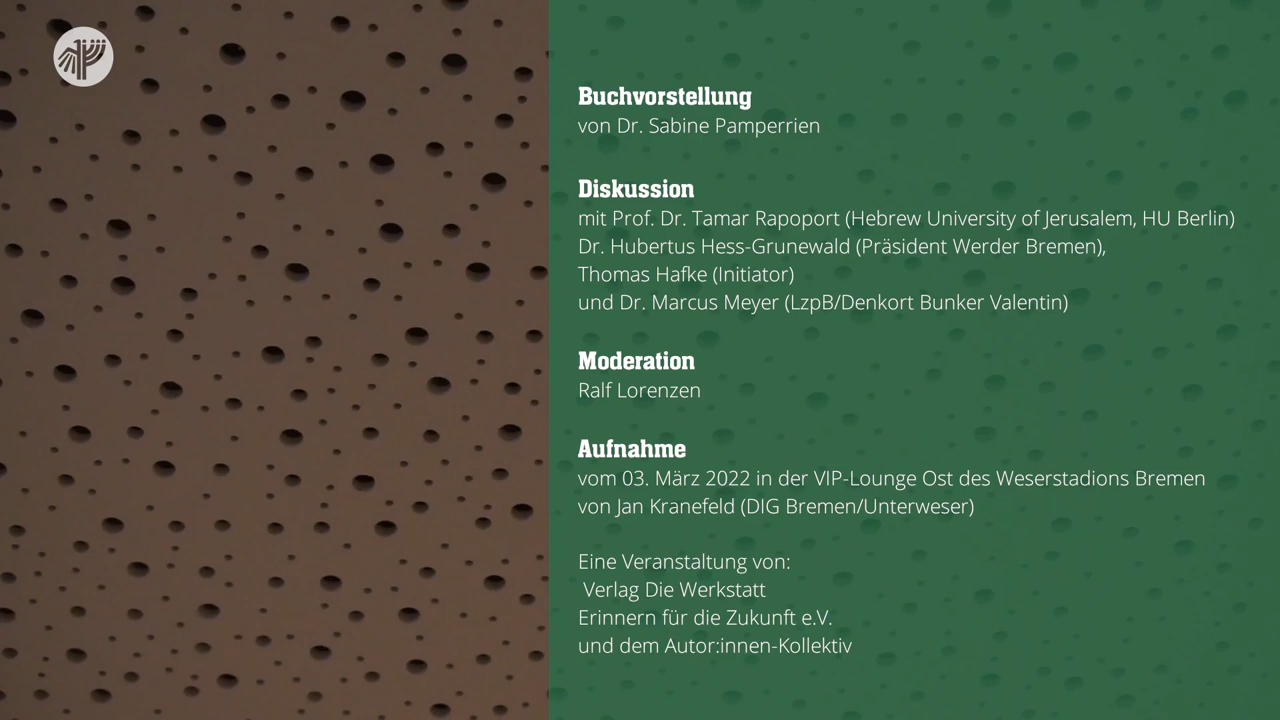 Buchvorstellung
von Dr. Sabine Pamperrien
Diskussion
mit Prof. Dr. Tamar Rapoport (Hebrew University of Jerusalem, HU Berlin)
Dr. Hubertus Hess-Grunewald (Präsident Werder Bremen),
Thomas Hafke (Initiator)
und Dr. Marcus Meyer (LzpB/Denkort Bunker Valentin)
Moderation
Ralf Lorenzen
Aufnahme
vom 03. März 2022 in der VIP-Lounge Ost des Weserstadions Bremen
von Jan Kranefeld (DIG Bremen/Unterweser)
Eine Veranstaltung von:
Verlag Die Werkstatt
Erinnern für die Zukunft e.V.
und dem Autor:innen-Kollektiv